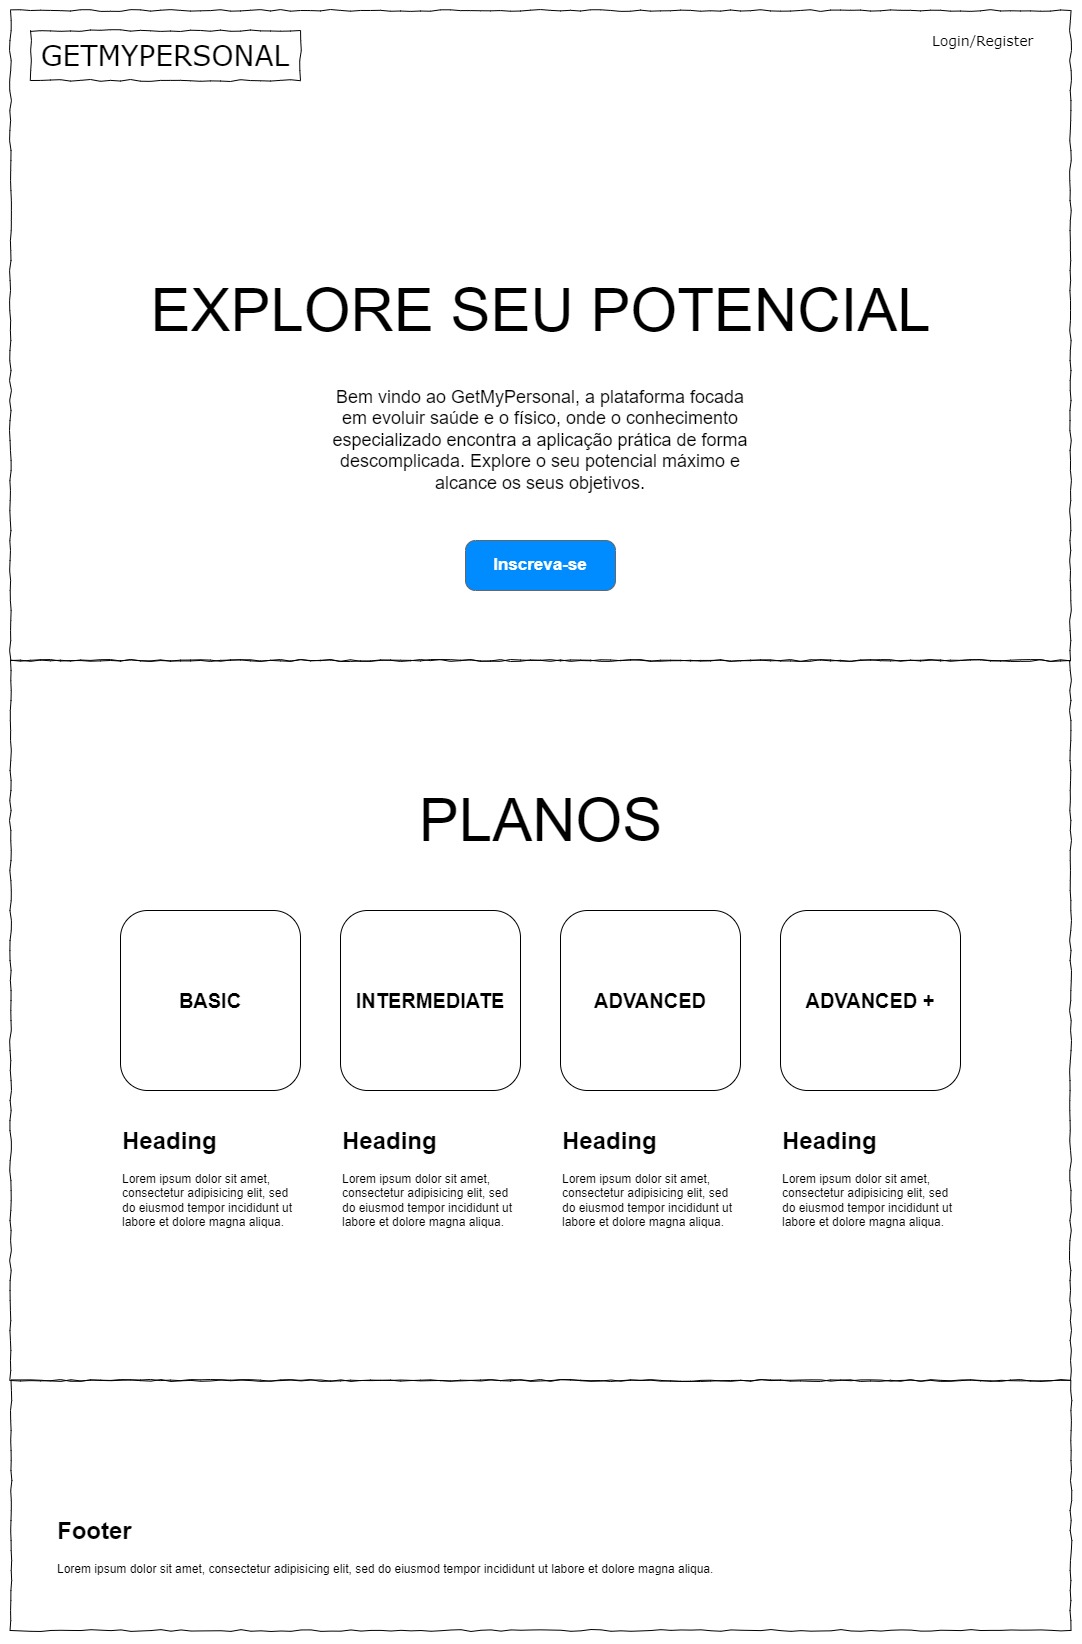 GETMYPERSONAL
Login/Register
EXPLORE SEU POTENCIAL
Bem vindo ao GetMyPersonal, a plataforma focada
em evoluir saúde e o físico, onde o conhecimento
especializado encontra a aplicação prática de forma
descomplicada. Explore o seu potencial máximo e
alcance os seus objetivos.
Inscreva-se
PLANOS
BASIC
INTERMEDIATE
ADVANCED
ADVANCED +
Heading
Lorem ipsum dolor sit amet,
consectetur adipisicing elit, sed
do eiusmod tempor incididunt ut
labore et dolore magna aliqua.
Heading
Lorem ipsum dolor sit amet,
consectetur adipisicing elit, sed
do eiusmod tempor incididunt ut
labore et dolore magna aliqua.
Heading
Lorem ipsum dolor sit amet,
consectetur adipisicing elit, sed
do eiusmod tempor incididunt ut
labore et dolore magna aliqua.
Heading
Lorem ipsum dolor sit amet,
consectetur adipisicing elit, sed
do eiusmod tempor incididunt ut
labore et dolore magna aliqua.
Footer
Lorem ipsum dolor sit amet, consectetur adipisicing elit, sed do eiusmod tempor incididunt ut labore et dolore magna aliqua.